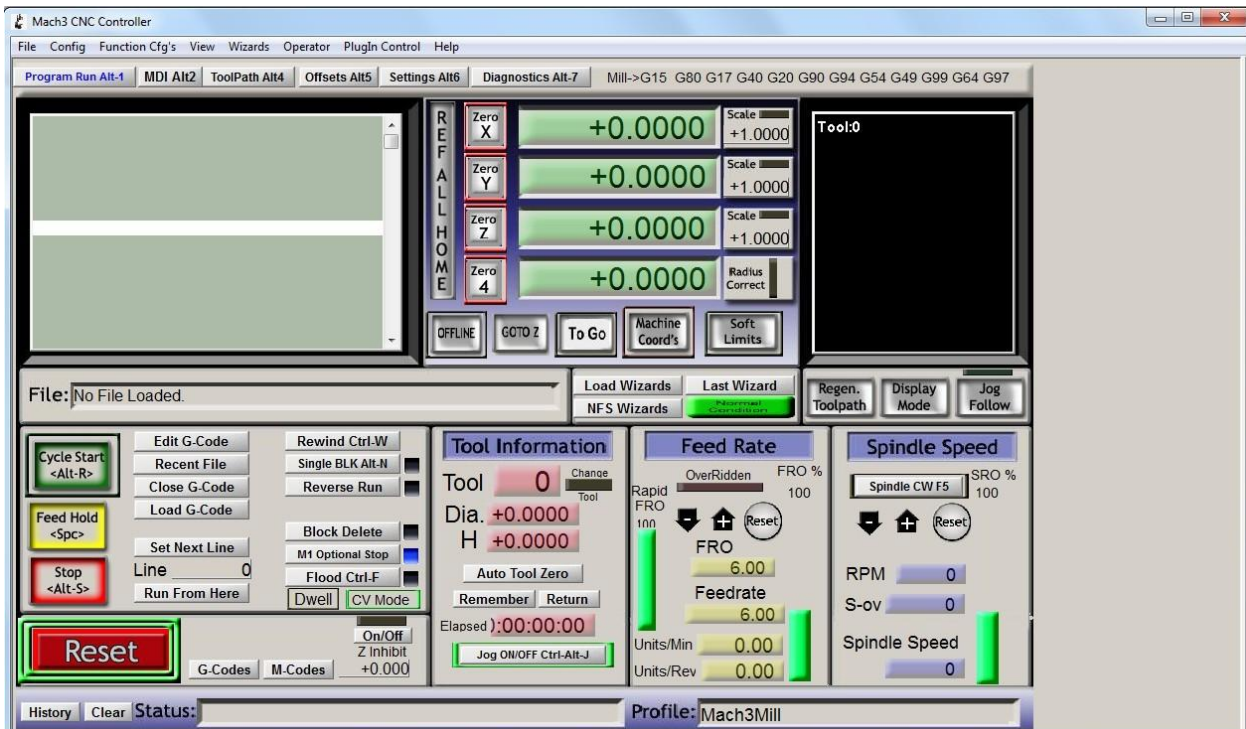 Mach3 CNC Controller
File Config Function Cfg's View Wizards Operator PlugIn Control Help
Program Run Alt-1 MDI Alt2 ToolPath Alt4 Offsets Alt5 Settings Alt6 Diagnostics Alt-7 Mill->G15 G80 G17 G40 G20 G90 G94 G54 G49 G99 G64 G97
REF ALL HOME
Zero X +0.0000 Scale +1.0000
Zero Y +0.0000 Scale +1.0000
Zero Z +0.0000 Scale +1.0000
Zero 4 +0.0000 Radius Correct
OFFLINE GOTO Z To Go Machine Coord's Soft Limits
Tool:0
File: No File Loaded.
Load Wizards Last Wizard
NFS Wizards Normal Condition
Regen. Toolpath Display Mode Jog Follow
Cycle Start <Alt-R>
Feed Hold <Spc>
Stop <Alt-S>
Edit G-Code
Recent File
Close G-Code
Load G-Code
Set Next Line
Line 0
Run From Here
Rewind Ctrl-W
Single BLK Alt-N
Reverse Run
Block Delete
M1 Optional Stop
Flood Ctrl-F
Dwell CV Mode
Reset
G-Codes M-Codes
On/Off
Z Inhibit
+0.000
Tool Information
Tool 0 Change Tool
Dia. +0.0000
H +0.0000
Auto Tool Zero
Remember Return
Elapsed ):00:00:00
Jog ON/OFF Ctrl-Alt-J
Feed Rate
OverRidden FRO %
100
Rapid FRO
100
Reset
FRO
6.00
Feedrate
6.00
Units/Min 0.00
Units/Rev 0.00
Spindle Speed
Spindle CW F5 SRO %
100
Reset
RPM 0
S-ov 0
Spindle Speed
0
History Clear Status:
Profile: Mach3Mill